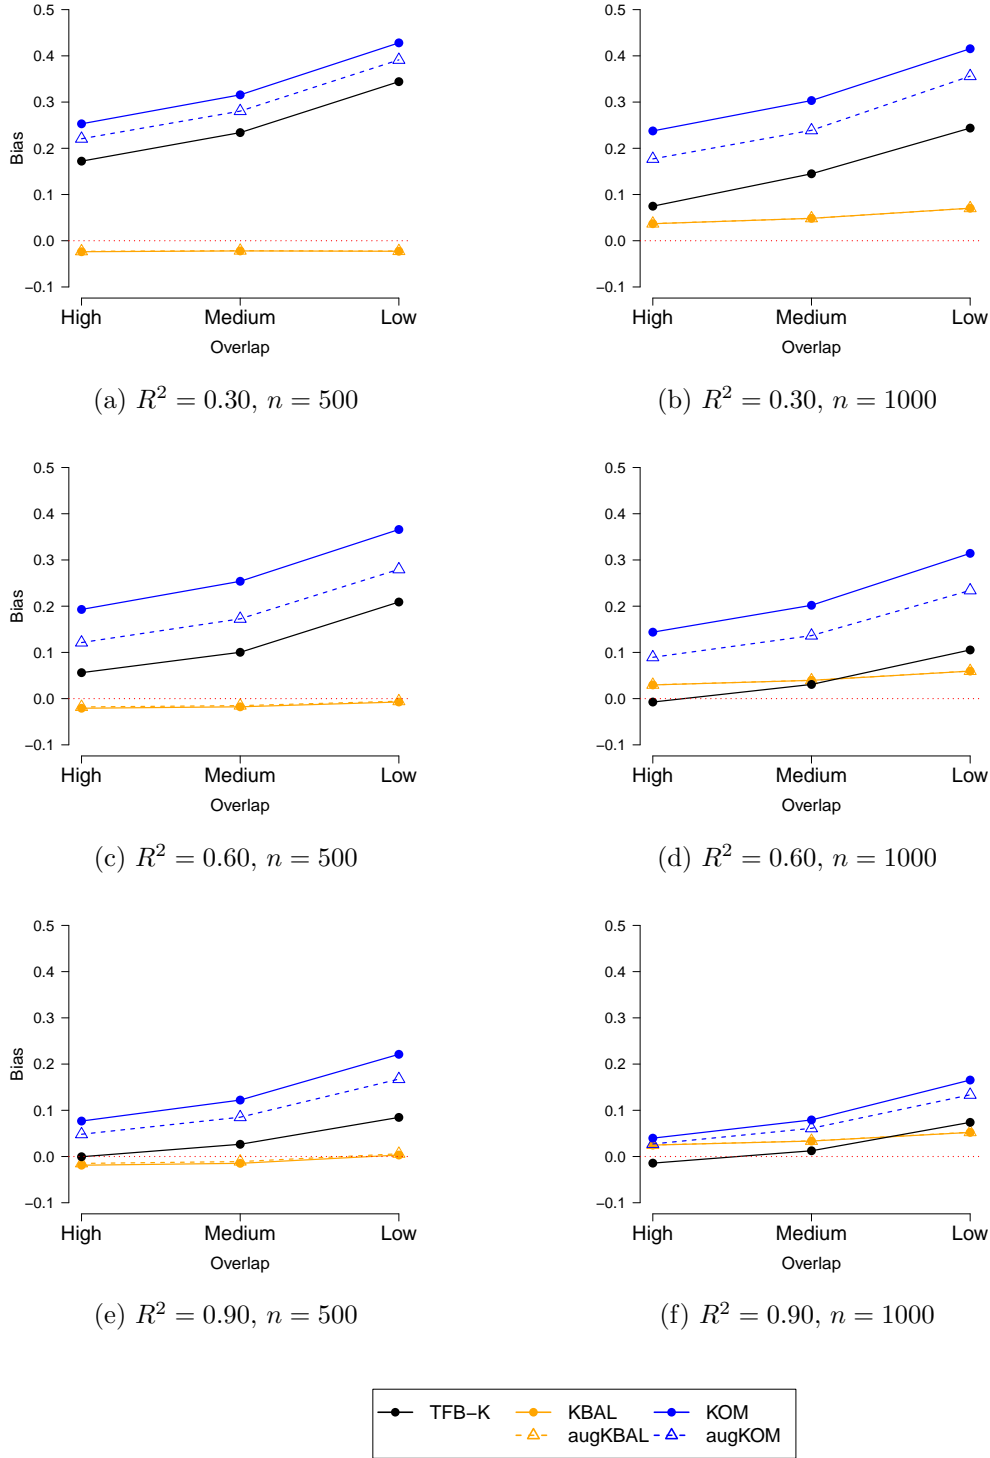 0.5
0.4
0.3
0.2
0.1
0.0
−0.1
Bias
High Medium Low
Overlap
(a) R² = 0.30, n = 500
0.5
0.4
0.3
0.2
0.1
0.0
−0.1
High Medium Low
Overlap
(b) R² = 0.30, n = 1000
0.5
0.4
0.3
0.2
0.1
0.0
−0.1
Bias
High Medium Low
Overlap
(c) R² = 0.60, n = 500
0.5
0.4
0.3
0.2
0.1
0.0
−0.1
High Medium Low
Overlap
(d) R² = 0.60, n = 1000
0.5
0.4
0.3
0.2
0.1
0.0
−0.1
Bias
High Medium Low
Overlap
(e) R² = 0.90, n = 500
0.5
0.4
0.3
0.2
0.1
0.0
−0.1
High Medium Low
Overlap
(f) R² = 0.90, n = 1000
TFB−K KBAL KOM
augKBAL augKOM